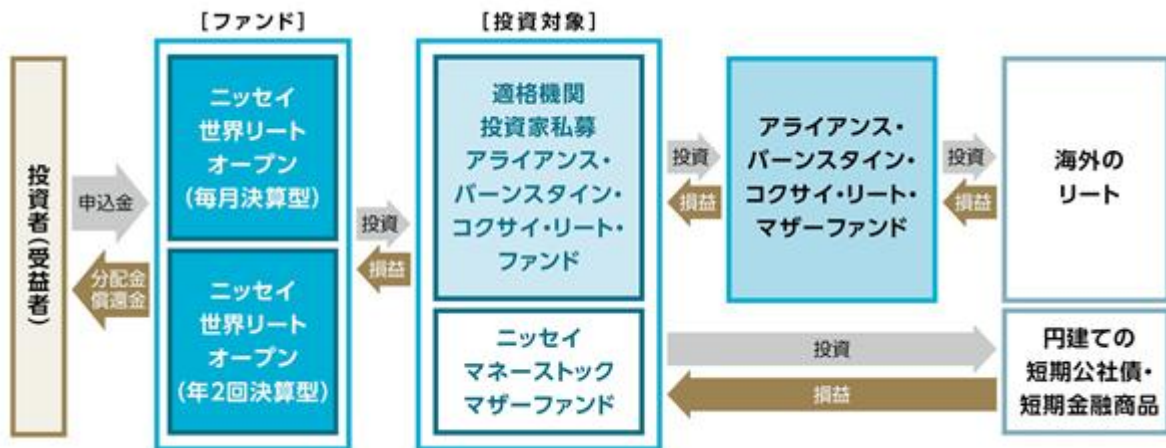 ［ファンド］
［投資対象］
投資者（受益者）
申込金
分配金
償還金
ニッセイ
世界リート
オープン
（毎月決算型）
ニッセイ
世界リート
オープン
（年2回決算型）
投資
損益
適格機関
投資家私募
アライアンス・
バーンスタイン・
コクサイ・リート・
ファンド
ニッセイ
マネーストック
マザーファンド
投資
損益
アライアンス・
バーンスタイン・
コクサイ・リート・
マザーファンド
投資
損益
海外の
リート
投資
損益
円建ての
短期公社債・
短期金融商品